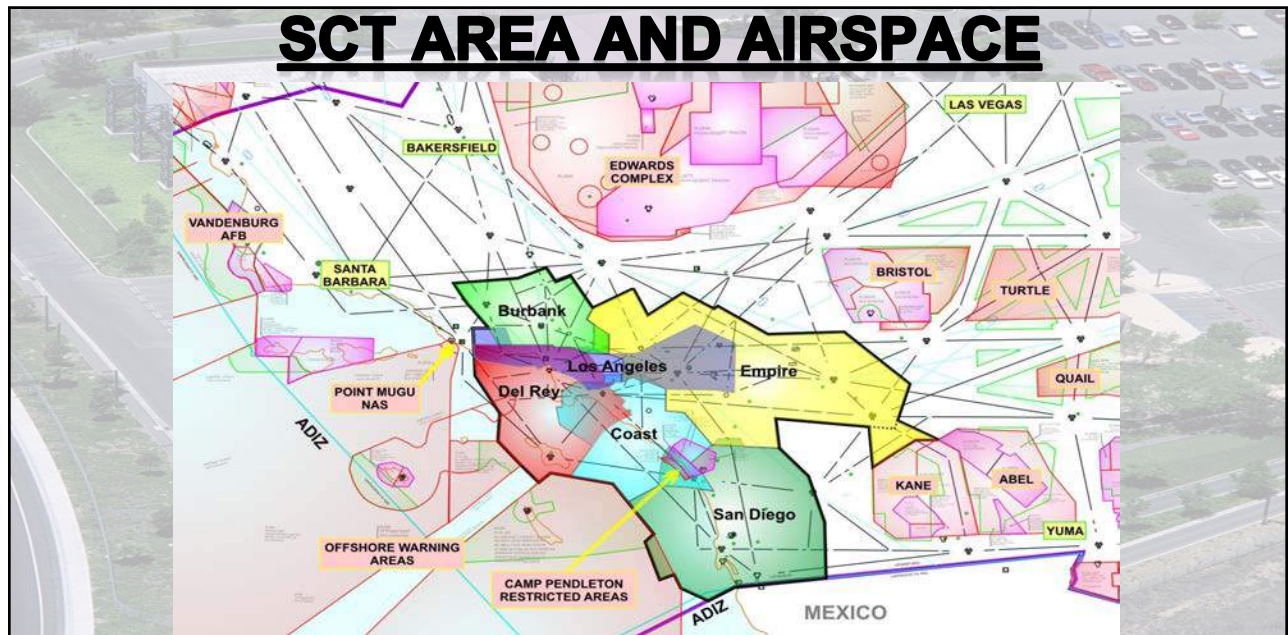 SCT AREA AND AIRSPACE
LAS VEGAS
BAKERSFIELD
EDWARDS
COMPLEX
VANDENBURG
AFB
SANTA
BARBARA
BRISTOL
TURTLE
Burbank
Los Angeles
Empire
QUAIL
POINT MUGU
NAS
Del Rey
ADIZ
Coast
KANE
ABEL
San Diego
YUMA
OFFSHORE WARNING
AREAS
CAMP PENDLETON
RESTRICTED AREAS
ADIZ
MEXICO